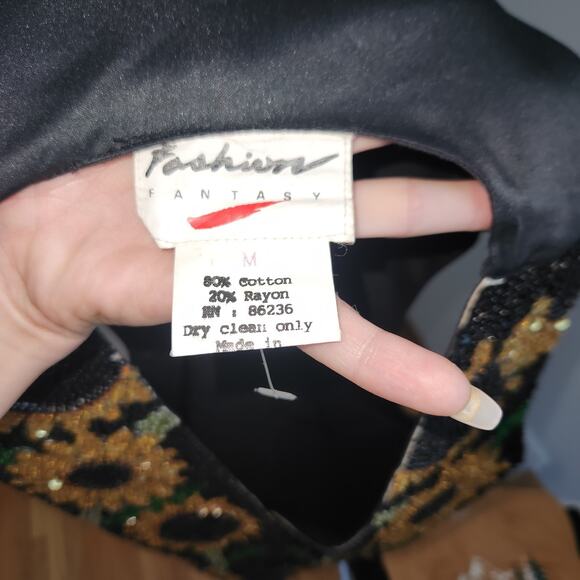 Fashion
FANTASY
M
80% Cotton
20% Rayon
RN : 86236
Dry clean only
Made in